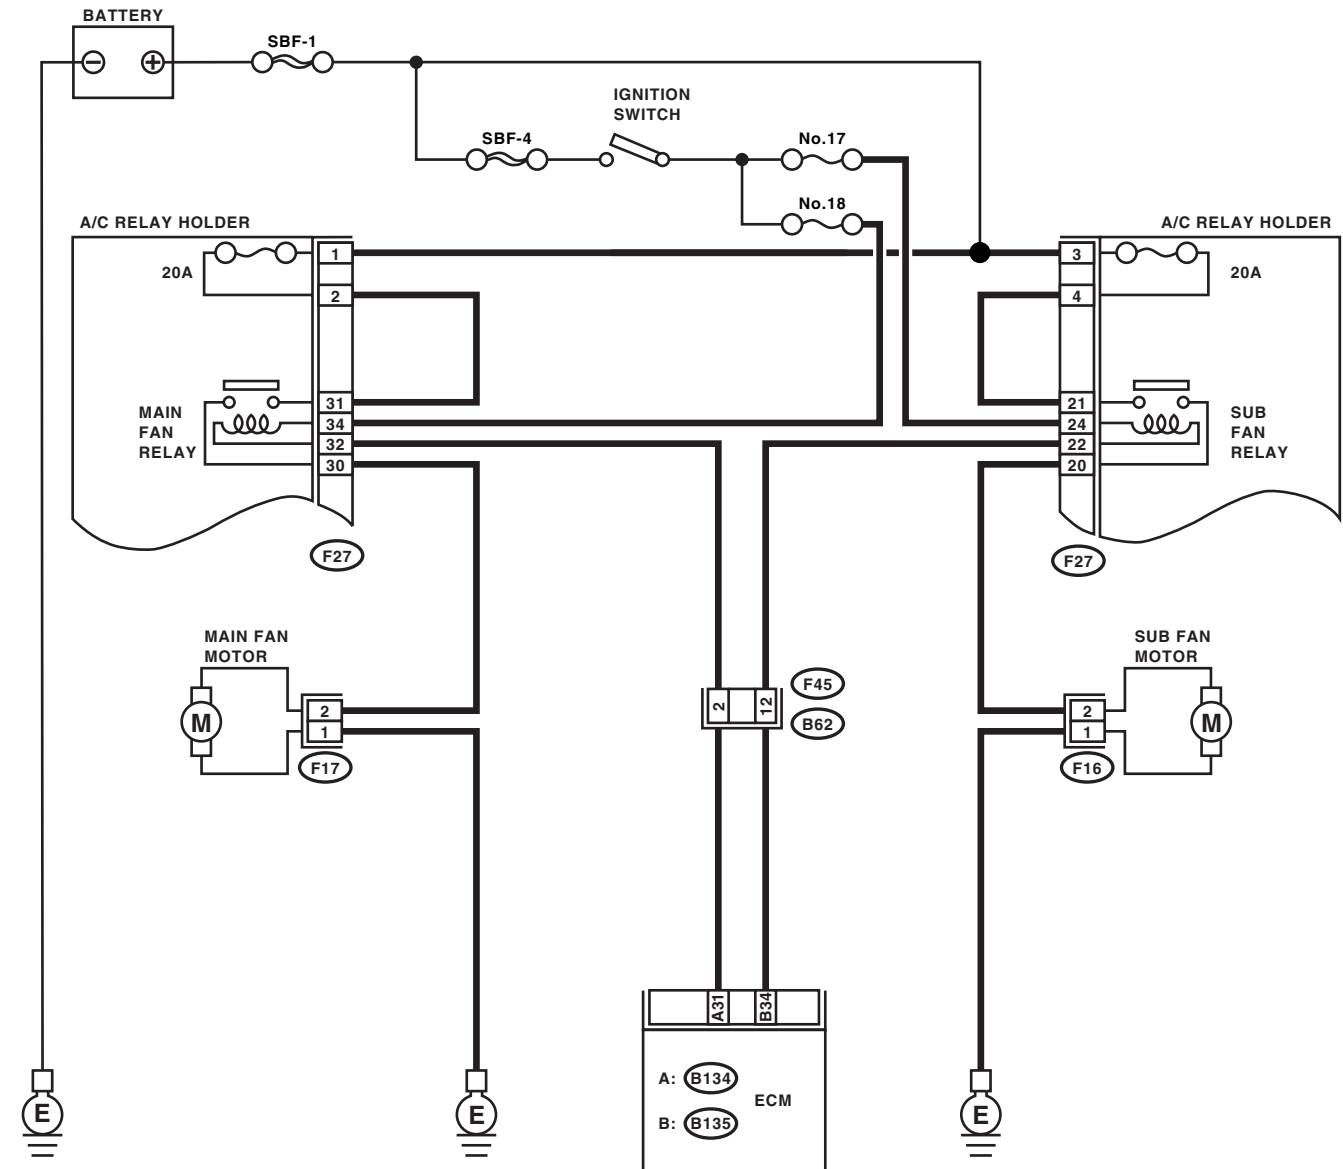 BATTERY
SBF-1
IGNITION
SWITCH
SBF-4
No.17
No.18
A/C RELAY HOLDER
A/C RELAY HOLDER
20A
1
2
3
4
20A
MAIN
FAN
RELAY
31
34
32
30
21
24
22
20
SUB
FAN
RELAY
F27
F27
MAIN FAN
MOTOR
SUB FAN
MOTOR
M
2
1
F17
2
12
F45
B62
2
1
F16
M
A31
B34
A: B134
ECM
B: B135
E
E
E